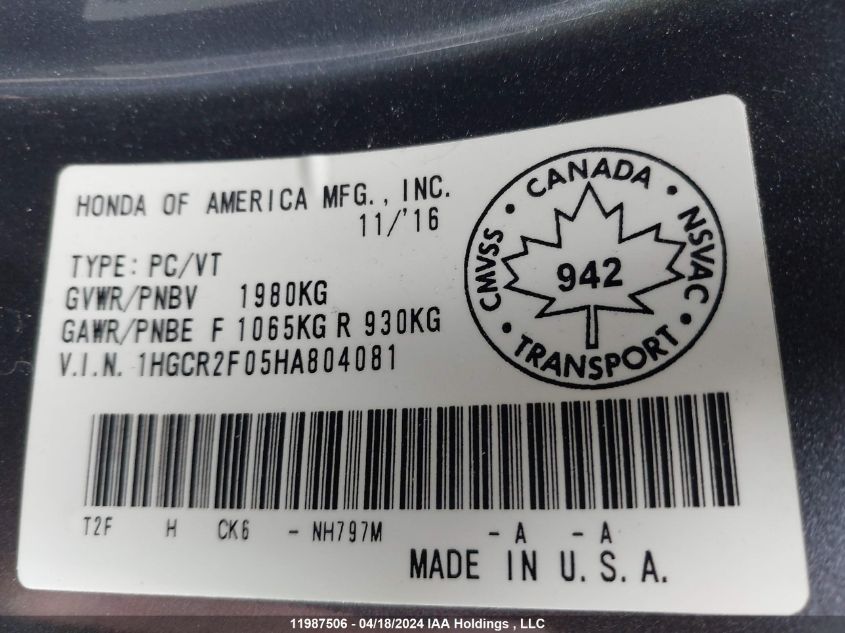 HONDA OF AMERICA MFG., INC.
11/'16
TYPE: PC/VT
GVWR/PNBV 1980KG
GAWR/PNBE F 1065KG R 930KG
V.I.N. 1HGCR2F05HA804081
CMVSS • CANADA • NSVAC • TRANSPORT •
942
T2F H CK6 - NH797M - A - A
MADE IN U.S.A.
11987506 - 04/18/2024 IAA Holdings , LLC